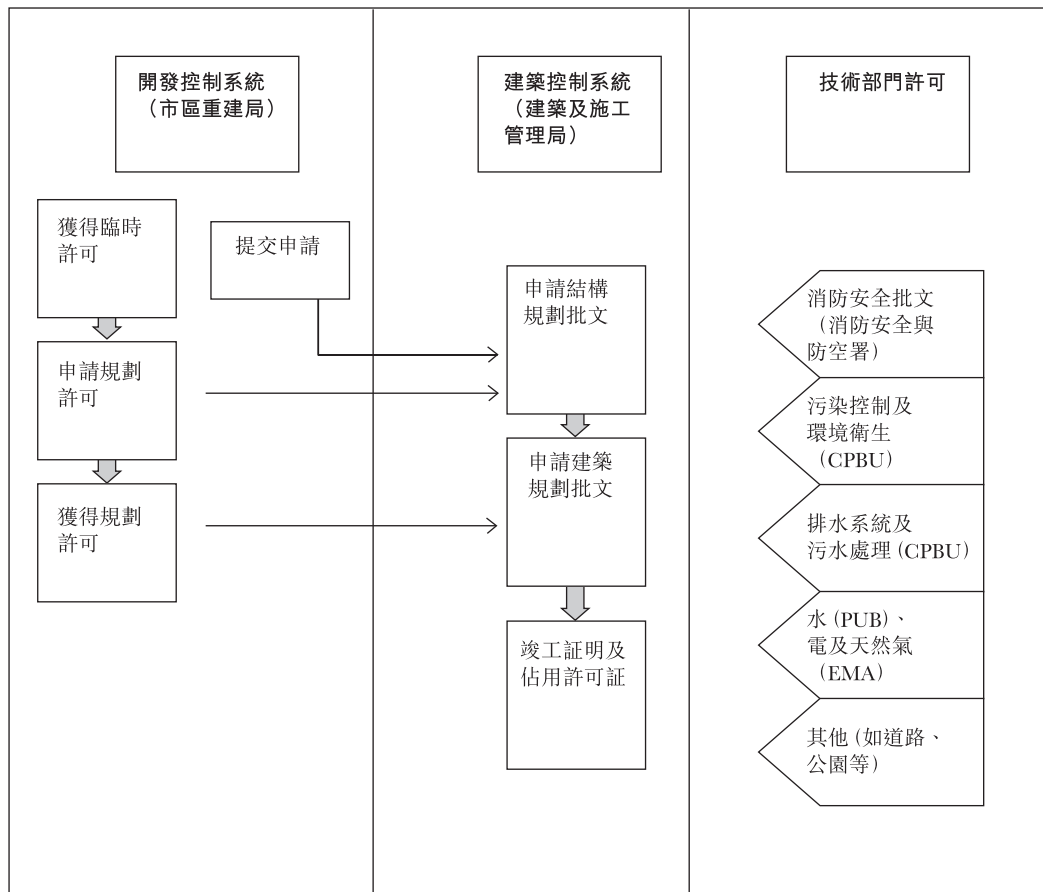 開發控制系統
（市區重建局）
建築控制系統
（建築及施工
管理局）
技術部門許可
獲得臨時
許可
提交申請
申請規劃
許可
獲得規劃
許可
申請結構
規劃批文
申請建築
規劃批文
竣工証明及
佔用許可証
消防安全批文
（消防安全與
防空署）
污染控制及
環境衛生
(CPBU)
排水系統及
污水處理 (CPBU)
水 (PUB)、
電及天然氣
（EMA）
其他 (如道路、
公園等）